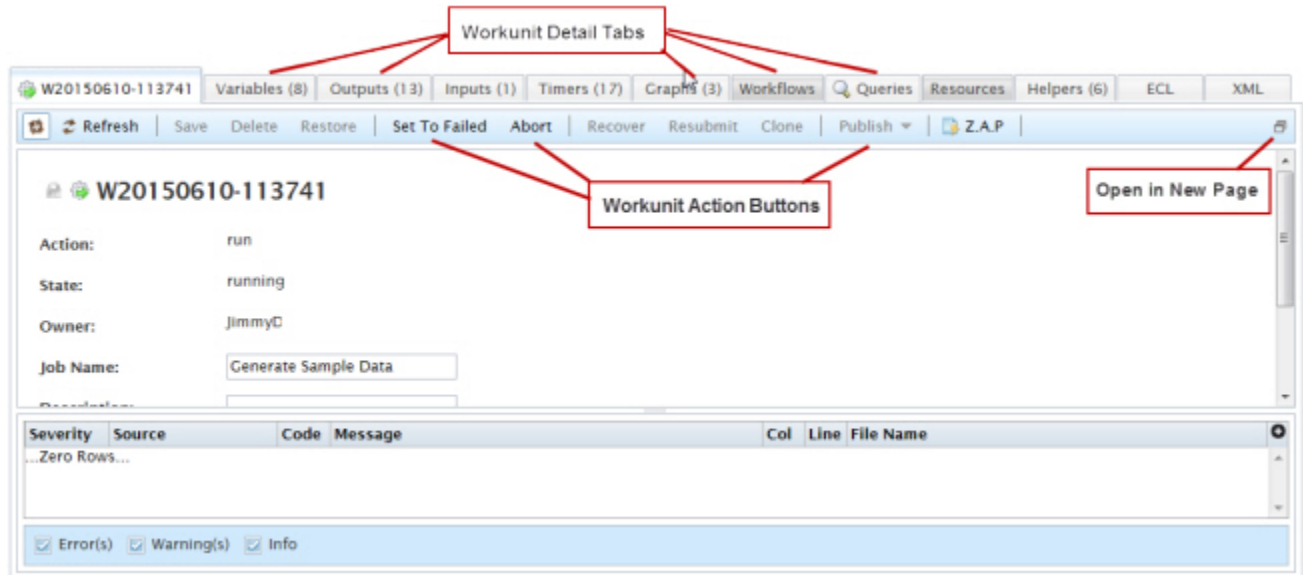 Workunit Detail Tabs
W20150610-113741 Variables (8) Outputs (13) Inputs (1) Timers (17) Graphs (3) Workflows Queries Resources Helpers (6) ECL XML
Refresh Save Delete Restore Set To Failed Abort Recover Resubmit Clone Publish Z.A.P
W20150610-113741
Workunit Action Buttons
Open in New Page
Action: run
State: running
Owner: JimmyD
Job Name: Generate Sample Data
Description:
Severity Source Code Message Col Line File Name
...Zero Rows...
Error(s) Warning(s) Info